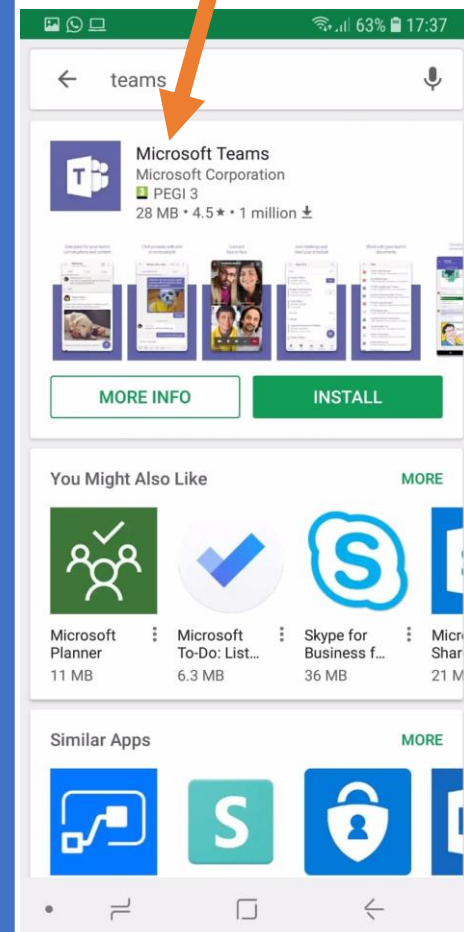 63% 17:37
teams
Microsoft Teams
Microsoft Corporation
3 PEGI 3
28 MB • 4.5★ • 1 million
MORE INFO
INSTALL
You Might Also Like
MORE
Microsoft Planner
11 MB
Microsoft To-Do: List...
6.3 MB
Skype for Business f...
36 MB
Micr
Shar
21 M
Similar Apps
MORE